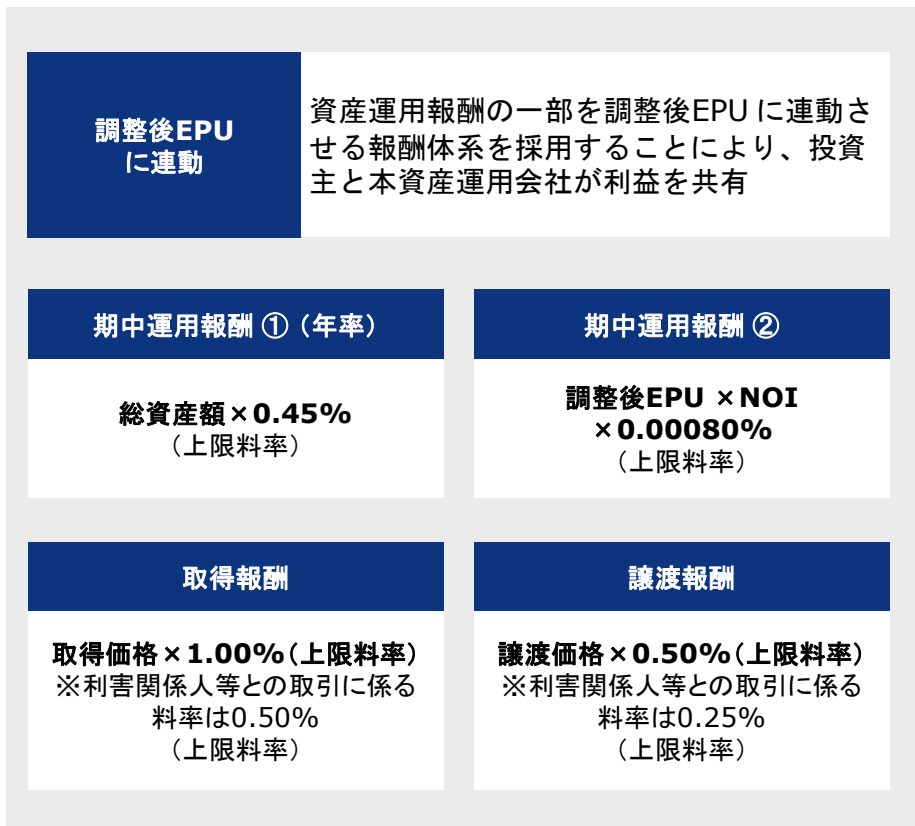 調整後EPU
に連動
資産運用報酬の一部を調整後EPUに連動さ
せる報酬体系を採用することにより、投資
主と本資産運用会社が利益を共有
期中運用報酬 ①（年率）
総資産額×0.45%
（上限料率）
期中運用報酬 ②
調整後EPU ×NOI
×0.00080%
（上限料率）
取得報酬
取得価格×1.00%（上限料率）
※利害関係人等との取引に係る
料率は0.50%
（上限料率）
譲渡報酬
譲渡価格×0.50%（上限料率）
※利害関係人等との取引に係る
料率は0.25%
（上限料率）